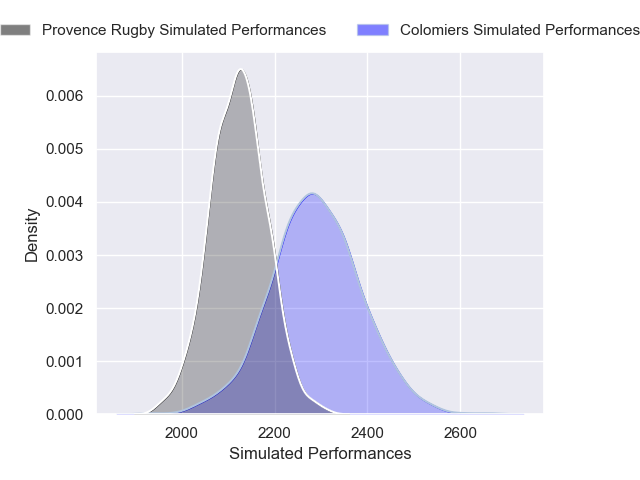 Provence Rugby Simulated Performances
Colomiers Simulated Performances
0.006
0.005
0.004
0.003
0.002
0.001
0.000
Density
2000
2200
2400
2600
Simulated Performances